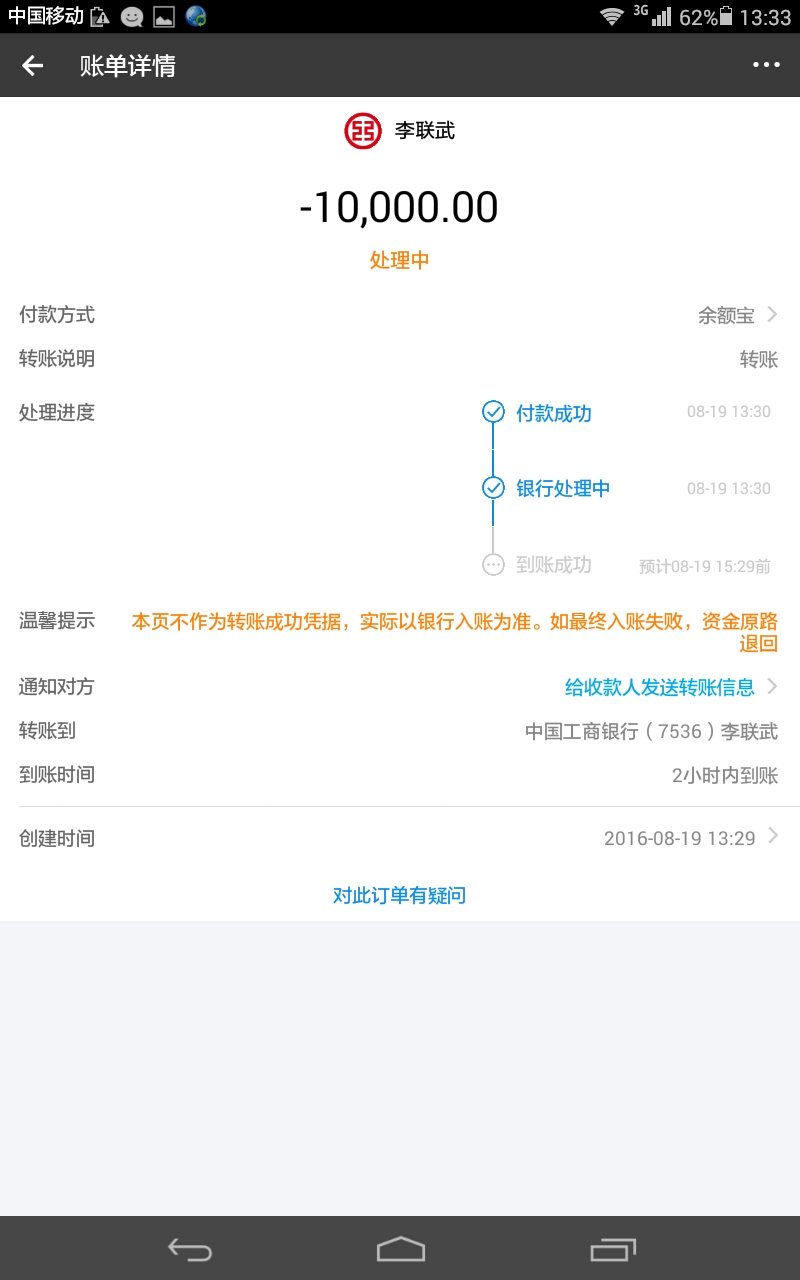 中国移动 3G 62% 13:33
账单详情
李联武
-10,000.00
处理中
付款方式 余额宝
转账说明 转账
处理进度 付款成功 08-19 13:30
银行处理中 08-19 13:30
到账成功 预计08-19 15:29前
温馨提示 本页不作为转账成功凭据，实际以银行入账为准。如最终入账失败，资金原路
退回
通知对方 给收款人发送转账信息
转账到 中国工商银行（7536）李联武
到账时间 2小时内到账
创建时间 2016-08-19 13:29
对此订单有疑问